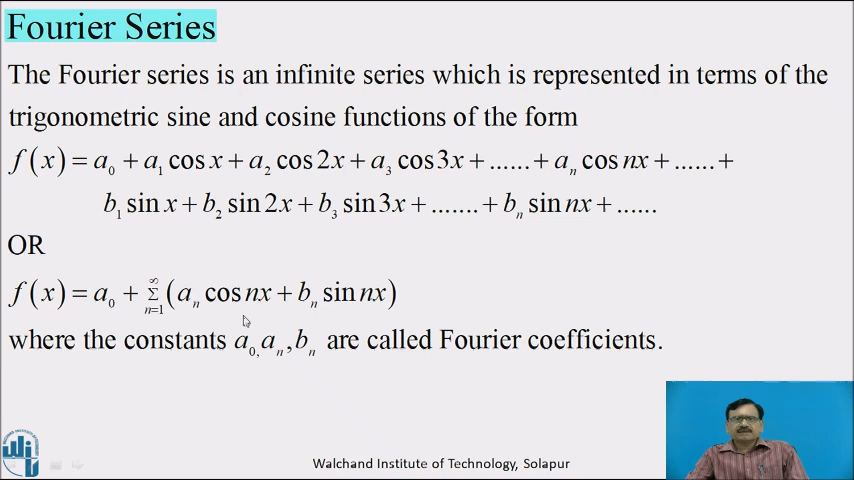 Fourier Series
The Fourier series is an infinite series which is represented in terms of the
trigonometric sine and cosine functions of the form
f(x) = a₀ + a₁ cos x + a₂ cos 2x + a₃ cos 3x + ...... + aₙ cos nx + ...... +
b₁ sin x + b₂ sin 2x + b₃ sin 3x + ....... + bₙ sin nx + ......
OR
f(x) = a₀ + ∞Σn=1 (aₙ cos nx + bₙ sin nx)
where the constants a₀, aₙ, bₙ are called Fourier coefficients.
Walchand Institute of Technology, Solapur